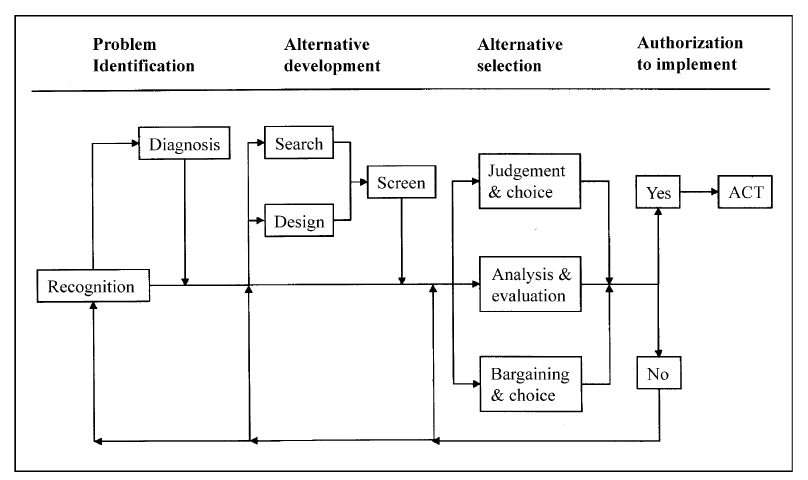 Problem
Identification
Alternative
development
Alternative
selection
Authorization
to implement
Diagnosis
Search
Screen
Design
Recognition
Judgement
& choice
Analysis &
evaluation
Bargaining
& choice
Yes
ACT
No